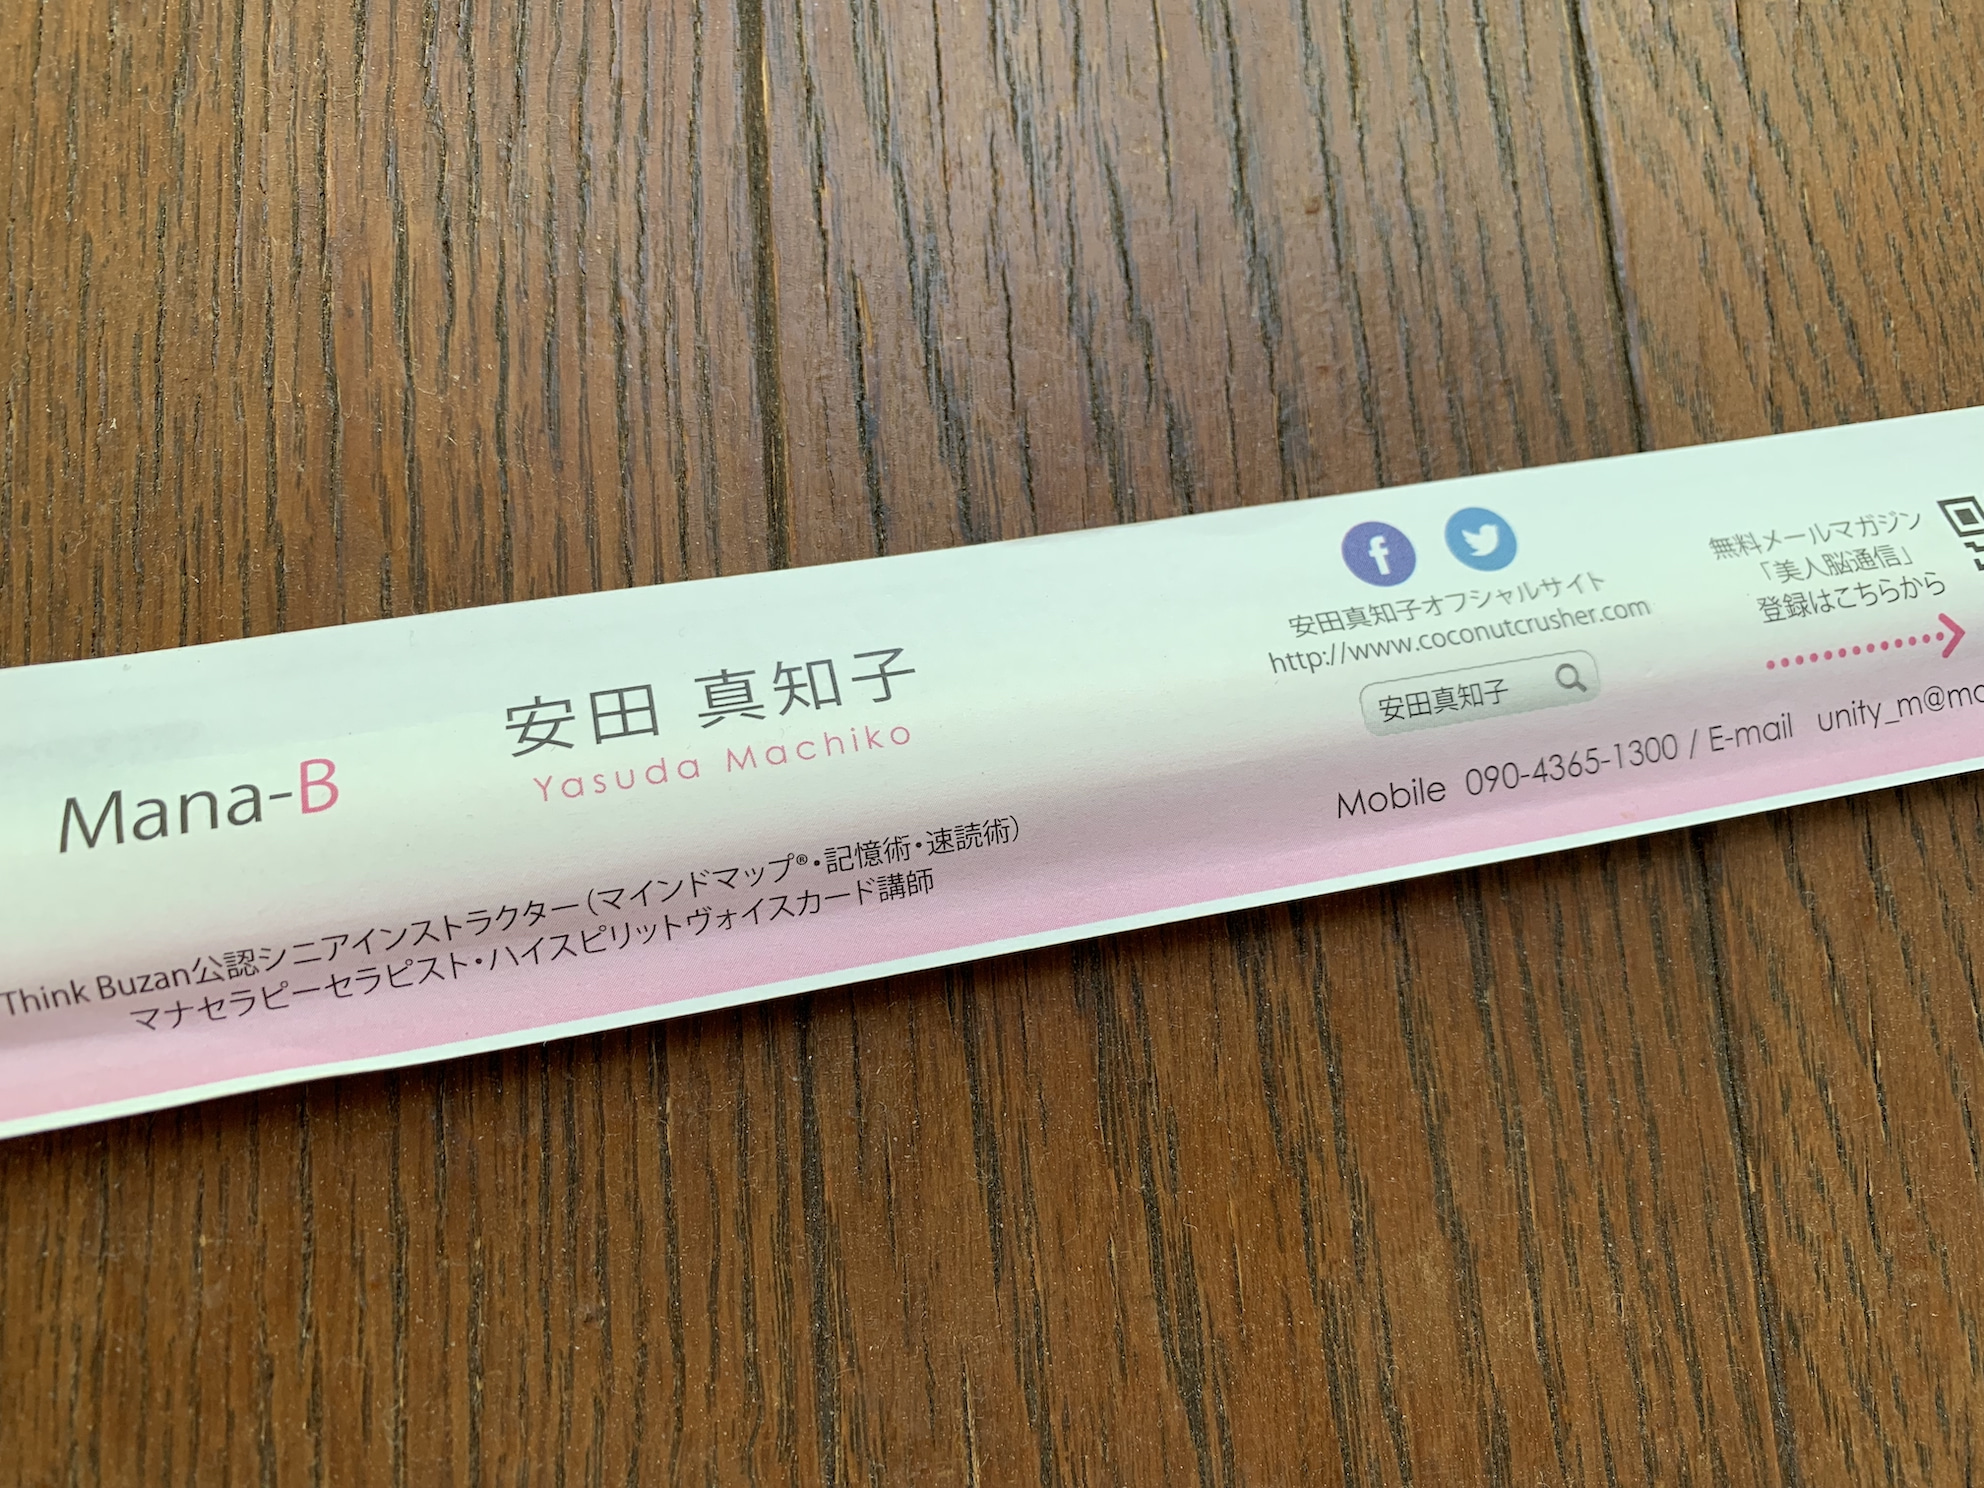 Mana-B
安田 真知子
Yasuda Machiko
Think Buzan公認シニアインストラクター（マインドマップ®・記憶術・速読術）
マナセラピーセラピスト・ハイスピリットヴォイスカード講師
安田真知子オフシャルサイト
http://www.coconutcrusher.com
安田真知子
無料メールマガジン
「美人脳通信」
登録はこちらから
Mobile 090-4365-1300 / E-mail